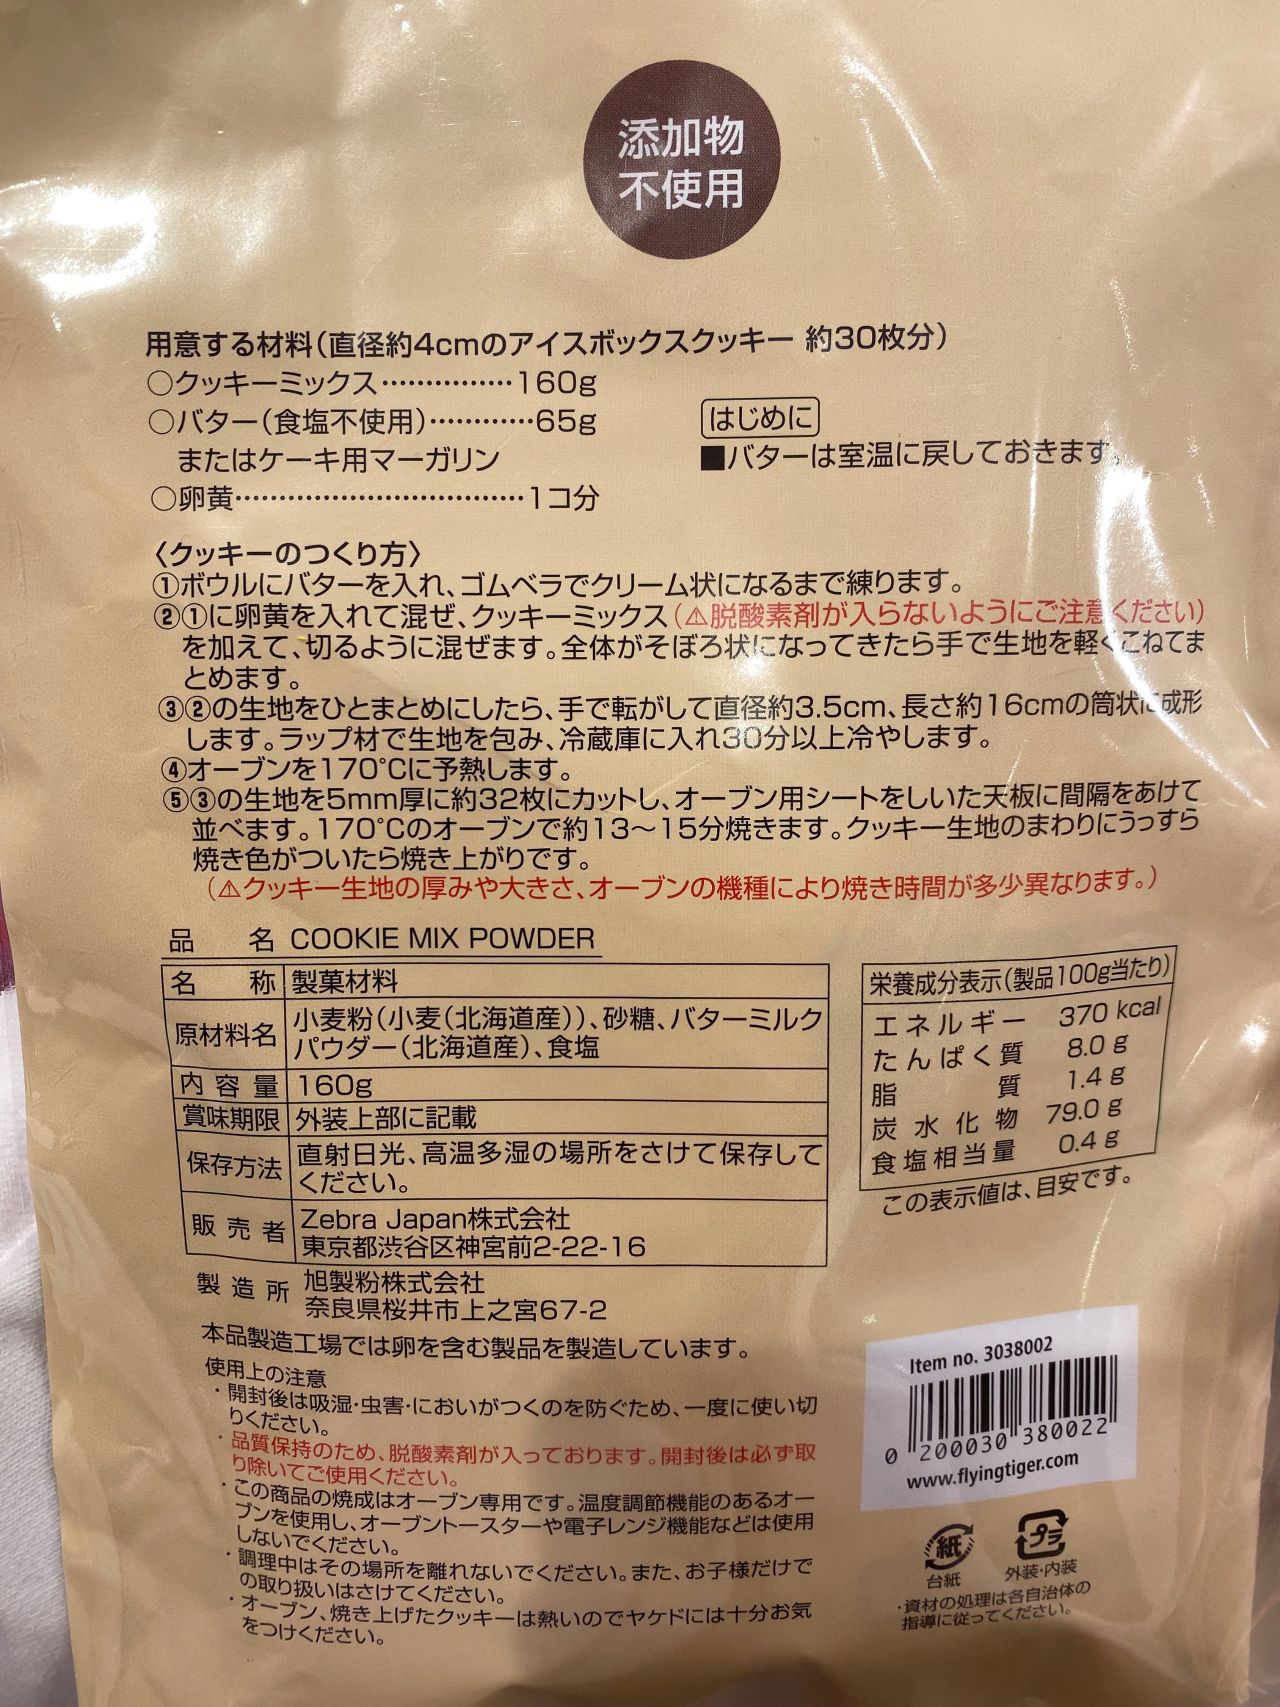 添加物
不使用
用意する材料（直径約4cmのアイスボックスクッキー 約30枚分）
○クッキーミックス……………160g
○バター（食塩不使用）…………65g
またはケーキ用マーガリン
○卵黄……………………………1コ分
はじめに
■バターは室温に戻しておきます。
〈クッキーのつくり方〉
①ボウルにバターを入れ、ゴムベラでクリーム状になるまで練ります。
②①に卵黄を入れて混ぜ、クッキーミックス（⚠脱酸素剤が入らないようにご注意ください）
を加えて、切るように混ぜます。全体がそぼろ状になってきたら手で生地を軽くこねてま
とめます。
③②の生地をひとまとめにしたら、手で転がして直径約3.5cm、長さ約16cmの筒状に成形
します。ラップ材で生地を包み、冷蔵庫に入れ30分以上冷やします。
④オーブンを170℃に予熱します。
⑤③の生地を5mm厚に約32枚にカットし、オーブン用シートをしいた天板に間隔をあけて
並べます。170℃のオーブンで約13〜15分焼きます。クッキー生地のまわりにうっすら
焼き色がついたら焼き上がりです。
（⚠クッキー生地の厚みや大きさ、オーブンの機種により焼き時間が多少異なります。）
品名 COOKIE MIX POWDER
名称 製菓材料
原材料名 小麦粉（小麦（北海道産））、砂糖、バターミルク
パウダー（北海道産）、食塩
内容量 160g
賞味期限 外装上部に記載
保存方法 直射日光、高温多湿の場所をさけて保存して
ください。
販売者 Zebra Japan株式会社
東京都渋谷区神宮前2-22-16
製造所 旭製粉株式会社
奈良県桜井市上之宮67-2
栄養成分表示（製品100g当たり）
エネルギー 370 kcal
たんぱく質 8.0 g
脂質 1.4 g
炭水化物 79.0 g
食塩相当量 0.4 g
この表示値は、目安です。
本品製造工場では卵を含む製品を製造しています。
使用上の注意
・開封後は吸湿・虫害・においがつくのを防ぐため、一度に使い切
りください。
・品質保持のため、脱酸素剤が入っております。開封後は必ず取
り除いてご使用ください。
・この商品の焼成はオーブン専用です。温度調節機能のあるオー
ブンを使用し、オーブントースターや電子レンジ機能などは使用
しないでください。
・調理中はその場所を離れないでください。また、お子様だけで
の取り扱いはさけてください。
・オーブン、焼き上げたクッキーは熱いのでヤケドには十分お気
をつけください。
Item no. 3038002
0 200030 380022
www.flyingtiger.com
紙 プラ
台紙 外装・内装
・資材の処理は各自治体の
指導に従ってください。